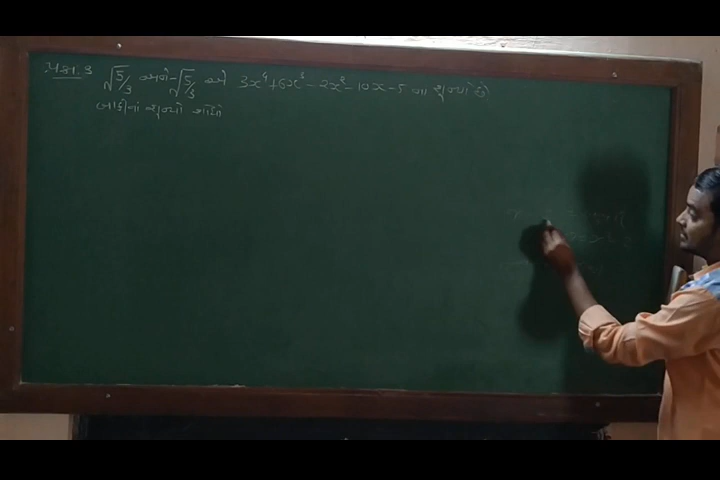 પ્રશ્ન. 3 √5/3 અને -√5/3 એ 3x⁴+6x³-2x²-10x-5 ના શૂન્યો છે
બાકીનાં શૂન્યો શોધો